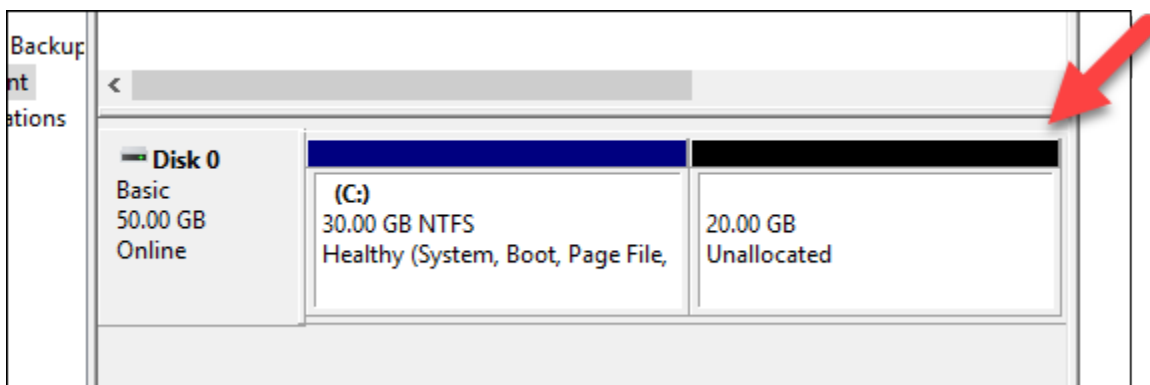 Backup
nt
ations
Disk 0
Basic
50.00 GB
Online
(C:)
30.00 GB NTFS
Healthy (System, Boot, Page File,
20.00 GB
Unallocated